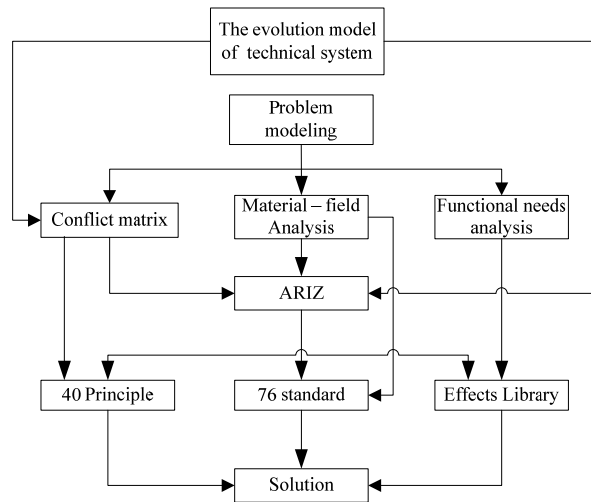 The evolution model
of technical system
Problem
modeling
Conflict matrix
Material – field
Analysis
Functional needs
analysis
ARIZ
40 Principle
76 standard
Effects Library
Solution